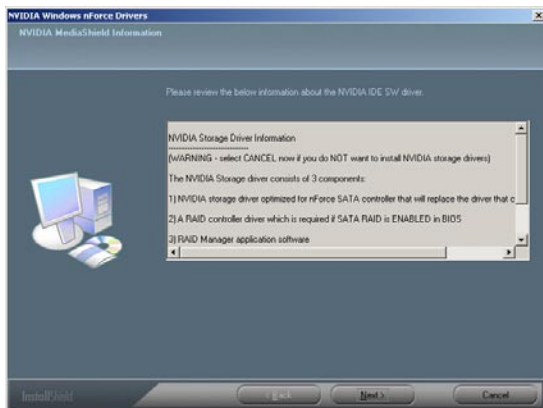 NVIDIA Windows nForce Drivers
NVIDIA MediaShield Information
Please review the below information about the NVIDIA IDE SW driver.
NVIDIA Storage Driver Information
(WARNING - select CANCEL now if you do NOT want to install NVIDIA storage drivers)
The NVIDIA Storage driver consists of 3 components:
1) NVIDIA storage driver optimized for nForce SATA controller that will replace the driver that c
2) A RAID controller driver which is required if SATA RAID is ENABLED in BIOS
3) RAID Manager application software
InstallShield
< Back Next > Cancel